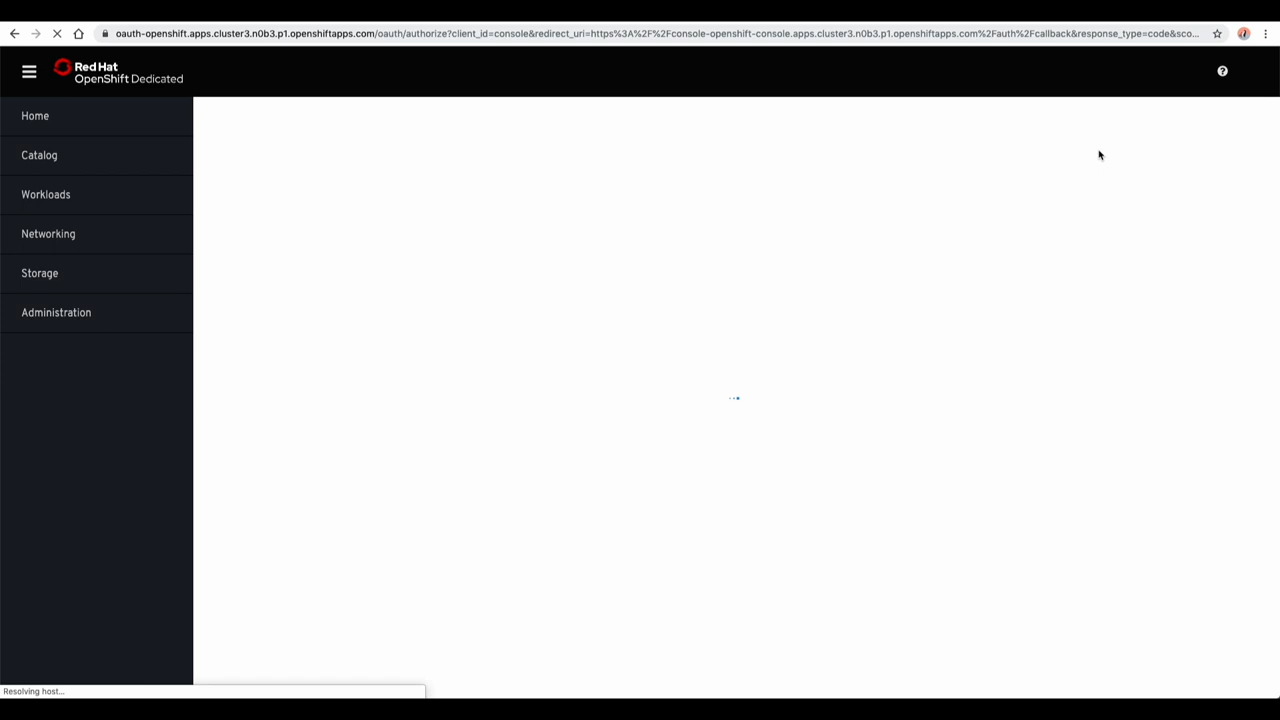 oauth-openshift.apps.cluster3.n0b3.p1.openshiftapps.com/oauth/authorize?client_id=console&redirect_uri=https%3A%2F%2Fconsole-openshift-console.apps.cluster3.n0b3.p1.openshiftapps.com%2Fauth%2Fcallback&response_type=code&sco...
Red Hat
OpenShift Dedicated
Home
Catalog
Workloads
Networking
Storage
Administration
Resolving host...